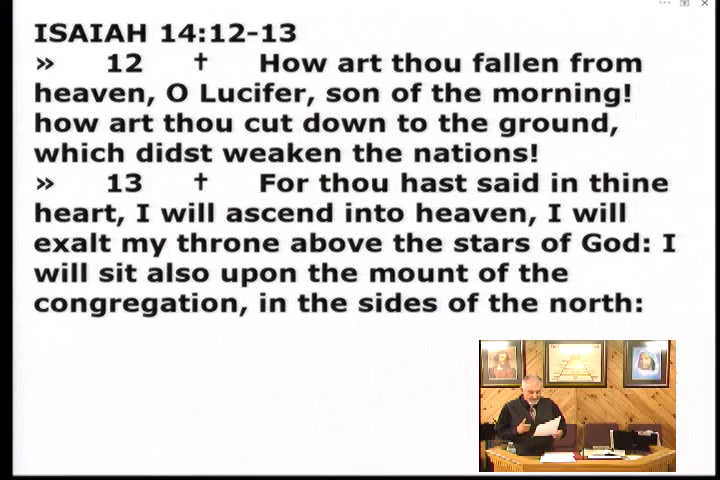 ISAIAH 14:12-13
» 12 † How art thou fallen from
heaven, O Lucifer, son of the morning!
how art thou cut down to the ground,
which didst weaken the nations!
» 13 † For thou hast said in thine
heart, I will ascend into heaven, I will
exalt my throne above the stars of God: I
will sit also upon the mount of the
congregation, in the sides of the north: